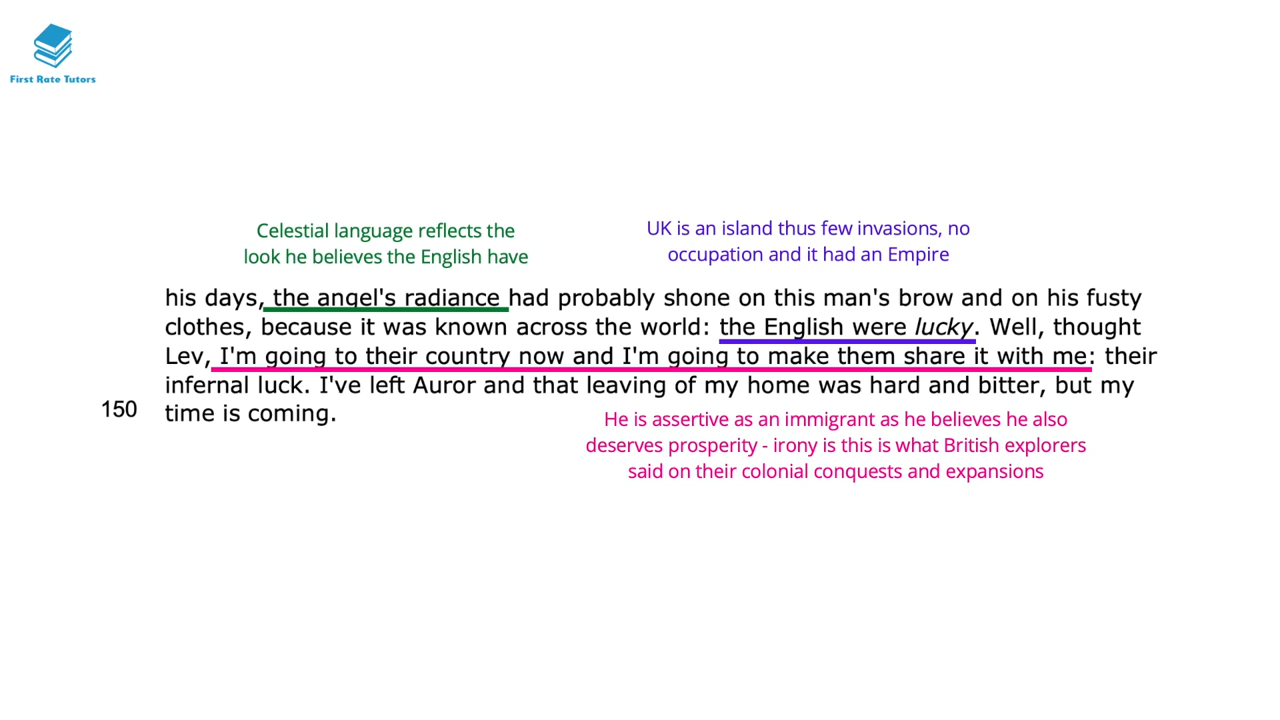 First Rate Tutors
Celestial language reflects the
look he believes the English have
UK is an island thus few invasions, no
occupation and it had an Empire
his days, the angel's radiance had probably shone on this man's brow and on his fusty
clothes, because it was known across the world: the English were lucky. Well, thought
Lev, I'm going to their country now and I'm going to make them share it with me: their
infernal luck. I've left Auror and that leaving of my home was hard and bitter, but my
150 time is coming.
He is assertive as an immigrant as he believes he also
deserves prosperity - irony is this is what British explorers
said on their colonial conquests and expansions